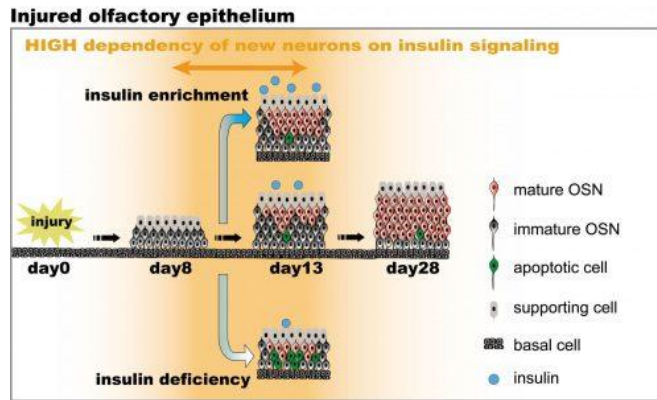 Injured olfactory epithelium
HIGH dependency of new neurons on insulin signaling
insulin enrichment
injury
day0
day8
day13
day28
insulin deficiency
mature OSN
immature OSN
apoptotic cell
supporting cell
basal cell
insulin